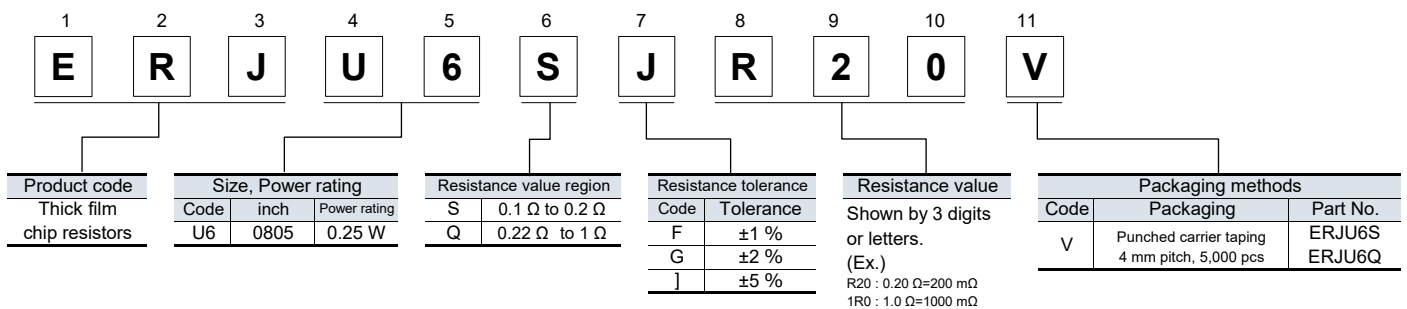 1 2 3 4 5 6 7 8 9 10 11
E R J U 6 S J R 2 0 V
Product code
Thick film
chip resistors
Size, Power rating
Code inch Power rating
U6 0805 0.25 W
Resistance value region
S 0.1 Ω to 0.2 Ω
Q 0.22 Ω to 1 Ω
Resistance tolerance
Code Tolerance
F ±1 %
G ±2 %
] ±5 %
Resistance value
Shown by 3 digits
or letters.
(Ex.)
R20 : 0.20 Ω=200 mΩ
1R0 : 1.0 Ω=1000 mΩ
Packaging methods
Code Packaging Part No.
V Punched carrier taping ERJU6S
4 mm pitch, 5,000 pcs ERJU6Q